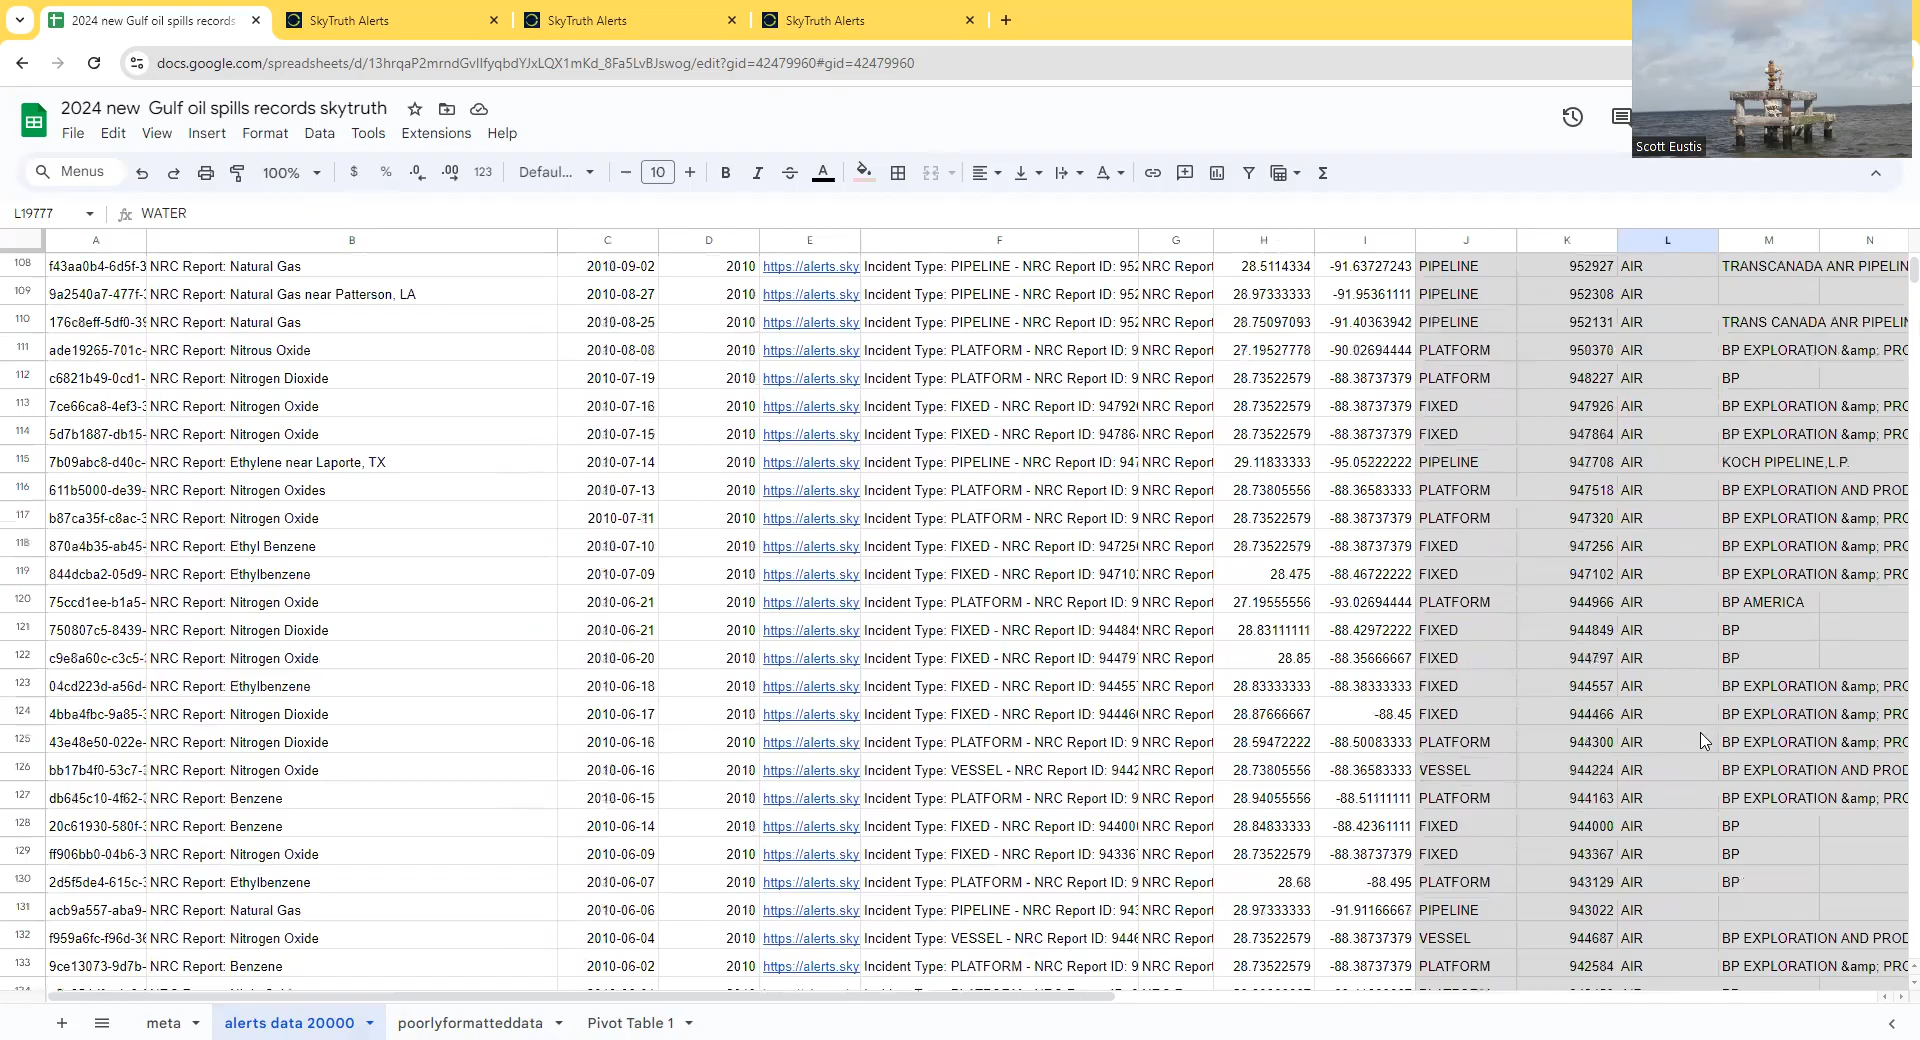 2024 new Gulf oil spills records
SkyTruth Alerts
SkyTruth Alerts
SkyTruth Alerts
docs.google.com/spreadsheets/d/13hrqaP2mrndGvIlfyqbdYJxLQX1mKd_8Fa5LvBJswog/edit?gid=42479960#gid=42479960
2024 new Gulf oil spills records skytruth
File Edit View Insert Format Data Tools Extensions Help
Scott Eustis
Menus 100% $ % .0 .00 123 Defaul... 10
L19777 fx WATER
A B C D E F G H I J K L M N
108 f43aa0b4-6d5f-3 NRC Report: Natural Gas 2010-09-02 2010 https://alerts.sky Incident Type: PIPELINE - NRC Report ID: 952 NRC Report 28.5114334 -91.63727243 PIPELINE 952927 AIR TRANSCANADA ANR PIPELIN
109 9a2540a7-477f- NRC Report: Natural Gas near Patterson, LA 2010-08-27 2010 https://alerts.sky Incident Type: PIPELINE - NRC Report ID: 952 NRC Report 28.97333333 -91.95361111 PIPELINE 952308 AIR
110 176c8eff-5df0-39 NRC Report: Natural Gas 2010-08-25 2010 https://alerts.sky Incident Type: PIPELINE - NRC Report ID: 952 NRC Report 28.75097093 -91.40363942 PIPELINE 952131 AIR TRANS CANADA ANR PIPELIN
111 ade19265-701c- NRC Report: Nitrous Oxide 2010-08-08 2010 https://alerts.sky Incident Type: PLATFORM - NRC Report ID: 9 NRC Report 27.19527778 -90.02694444 PLATFORM 950370 AIR BP EXPLORATION &amp; PRO
112 c6821b49-0cd1- NRC Report: Nitrogen Dioxide 2010-07-19 2010 https://alerts.sky Incident Type: PLATFORM - NRC Report ID: 9 NRC Report 28.73522579 -88.38737379 PLATFORM 948227 AIR BP
113 7ce66ca8-4ef3-3 NRC Report: Nitrogen Oxide 2010-07-16 2010 https://alerts.sky Incident Type: FIXED - NRC Report ID: 947926 NRC Report 28.73522579 -88.38737379 FIXED 947926 AIR BP EXPLORATION &amp; PRO
114 5d7b1887-db15- NRC Report: Nitrogen Oxide 2010-07-15 2010 https://alerts.sky Incident Type: FIXED - NRC Report ID: 947864 NRC Report 28.73522579 -88.38737379 FIXED 947864 AIR BP EXPLORATION &amp; PRO
115 7b09abc8-d40c- NRC Report: Ethylene near Laporte, TX 2010-07-14 2010 https://alerts.sky Incident Type: PIPELINE - NRC Report ID: 947 NRC Report 29.11833333 -95.05222222 PIPELINE 947708 AIR KOCH PIPELINE,L.P.
116 611b5000-de39- NRC Report: Nitrogen Oxides 2010-07-13 2010 https://alerts.sky Incident Type: PLATFORM - NRC Report ID: 9 NRC Report 28.73805556 -88.36583333 PLATFORM 947518 AIR BP EXPLORATION AND PROD
117 b87ca35f-c8ac-3 NRC Report: Nitrogen Oxide 2010-07-11 2010 https://alerts.sky Incident Type: PLATFORM - NRC Report ID: 9 NRC Report 28.73522579 -88.38737379 PLATFORM 947320 AIR BP EXPLORATION &amp; PRO
118 870a4b35-ab45- NRC Report: Ethyl Benzene 2010-07-10 2010 https://alerts.sky Incident Type: FIXED - NRC Report ID: 947256 NRC Report 28.73522579 -88.38737379 FIXED 947256 AIR BP EXPLORATION &amp; PRO
119 844dcba2-05d9- NRC Report: Ethylbenzene 2010-07-09 2010 https://alerts.sky Incident Type: FIXED - NRC Report ID: 947102 NRC Report 28.475 -88.46722222 FIXED 947102 AIR BP EXPLORATION &amp; PRO
120 75ccd1ee-b1a5- NRC Report: Nitrogen Oxide 2010-06-21 2010 https://alerts.sky Incident Type: PLATFORM - NRC Report ID: 9 NRC Report 27.19555556 -93.02694444 PLATFORM 944966 AIR BP AMERICA
121 750807c5-8439- NRC Report: Nitrogen Dioxide 2010-06-21 2010 https://alerts.sky Incident Type: FIXED - NRC Report ID: 944849 NRC Report 28.83111111 -88.42972222 FIXED 944849 AIR BP
122 c9e8a60c-c3c5- NRC Report: Nitrogen Oxide 2010-06-20 2010 https://alerts.sky Incident Type: FIXED - NRC Report ID: 944797 NRC Report 28.85 -88.35666667 FIXED 944797 AIR BP
123 04cd223d-a56d- NRC Report: Ethylbenzene 2010-06-18 2010 https://alerts.sky Incident Type: FIXED - NRC Report ID: 944557 NRC Report 28.83333333 -88.38333333 FIXED 944557 AIR BP EXPLORATION &amp; PRO
124 4bba4fbc-9a85-3 NRC Report: Nitrogen Dioxide 2010-06-17 2010 https://alerts.sky Incident Type: FIXED - NRC Report ID: 944466 NRC Report 28.87666667 -88.45 FIXED 944466 AIR BP EXPLORATION &amp; PRO
125 43e48e50-022e- NRC Report: Nitrogen Dioxide 2010-06-16 2010 https://alerts.sky Incident Type: PLATFORM - NRC Report ID: 9 NRC Report 28.59472222 -88.50083333 PLATFORM 944300 AIR BP EXPLORATION &amp; PRO
126 bb17b4f0-53c7- NRC Report: Nitrogen Oxide 2010-06-16 2010 https://alerts.sky Incident Type: VESSEL - NRC Report ID: 9442 NRC Report 28.73805556 -88.36583333 VESSEL 944224 AIR BP EXPLORATION AND PROD
127 db645c10-4f62-3 NRC Report: Benzene 2010-06-15 2010 https://alerts.sky Incident Type: PLATFORM - NRC Report ID: 9 NRC Report 28.94055556 -88.51111111 PLATFORM 944163 AIR BP EXPLORATION &amp; PRO
128 20c61930-580f-3 NRC Report: Benzene 2010-06-14 2010 https://alerts.sky Incident Type: FIXED - NRC Report ID: 944000 NRC Report 28.84833333 -88.42361111 FIXED 944000 AIR BP
129 ff906bb0-04b6-3 NRC Report: Nitrogen Oxide 2010-06-09 2010 https://alerts.sky Incident Type: FIXED - NRC Report ID: 943367 NRC Report 28.73522579 -88.38737379 FIXED 943367 AIR BP
130 2d5f5de4-615c-3 NRC Report: Ethylbenzene 2010-06-07 2010 https://alerts.sky Incident Type: PLATFORM - NRC Report ID: 9 NRC Report 28.68 -88.495 PLATFORM 943129 AIR BP
131 acb9a557-aba9- NRC Report: Natural Gas 2010-06-06 2010 https://alerts.sky Incident Type: PIPELINE - NRC Report ID: 943 NRC Report 28.97333333 -91.91166667 PIPELINE 943022 AIR
132 f959a6fc-f96d-36 NRC Report: Nitrogen Oxide 2010-06-04 2010 https://alerts.sky Incident Type: VESSEL - NRC Report ID: 9446 NRC Report 28.73522579 -88.38737379 VESSEL 944687 AIR BP EXPLORATION AND PROD
133 9ce13073-9d7b- NRC Report: Benzene 2010-06-02 2010 https://alerts.sky Incident Type: PLATFORM - NRC Report ID: 9 NRC Report 28.73522579 -88.38737379 PLATFORM 942584 AIR BP EXPLORATION &amp; PRO
meta alerts data 20000 poorlyformatteddata Pivot Table 1